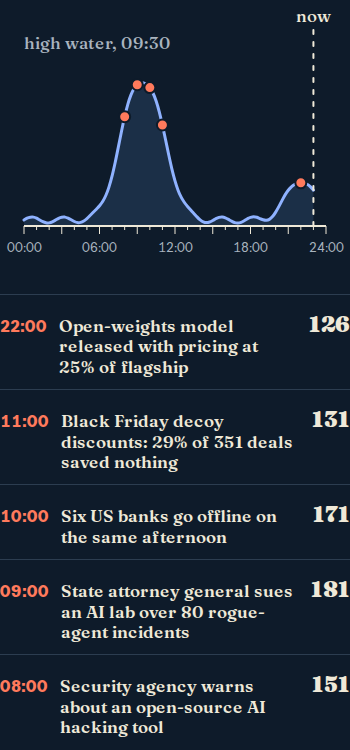 now
high water, 09:30
00:00 06:00 12:00 18:00 24:00
22:00 Open-weights model 126
released with pricing at
25% of flagship
11:00 Black Friday decoy 131
discounts: 29% of 351 deals
saved nothing
10:00 Six US banks go offline on 171
the same afternoon
09:00 State attorney general sues 181
an AI lab over 80 rogue-
agent incidents
08:00 Security agency warns 151
about an open-source AI
hacking tool